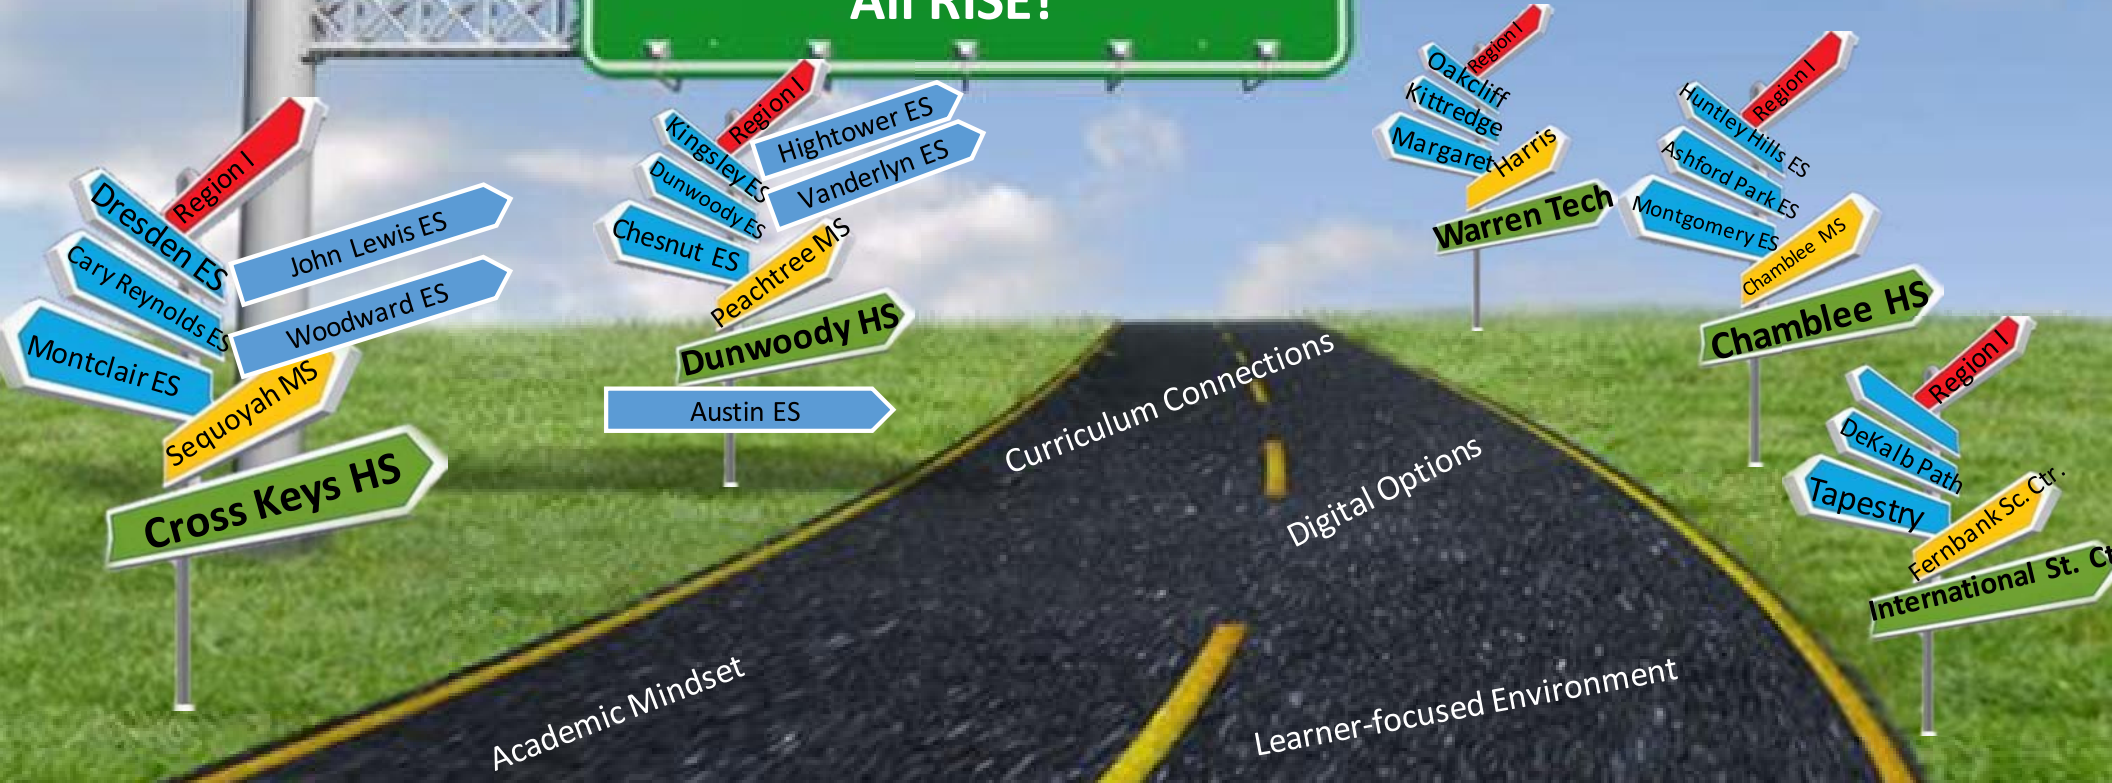 All RISE!
Region I
Dresden ES
Cary Reynolds ES
Montclair ES
John Lewis ES
Woodward ES
Sequoyah MS
Cross Keys HS
Region I
Kingsley ES
Dunwoody ES
Chesnut ES
Hightower ES
Vanderlyn ES
Peachtree MS
Dunwoody HS
Austin ES
Region I
Oakcliff
Kittredge
Margaret
Harris
Warren Tech
Region I
Huntley Hills ES
Ashford Park ES
Montgomery ES
Chamblee MS
Chamblee HS
Region I
DeKalb Path
Tapestry
Fernbank Sc. Ctr.
International St. Ct
Curriculum Connections
Digital Options
Academic Mindset
Learner-focused Environment